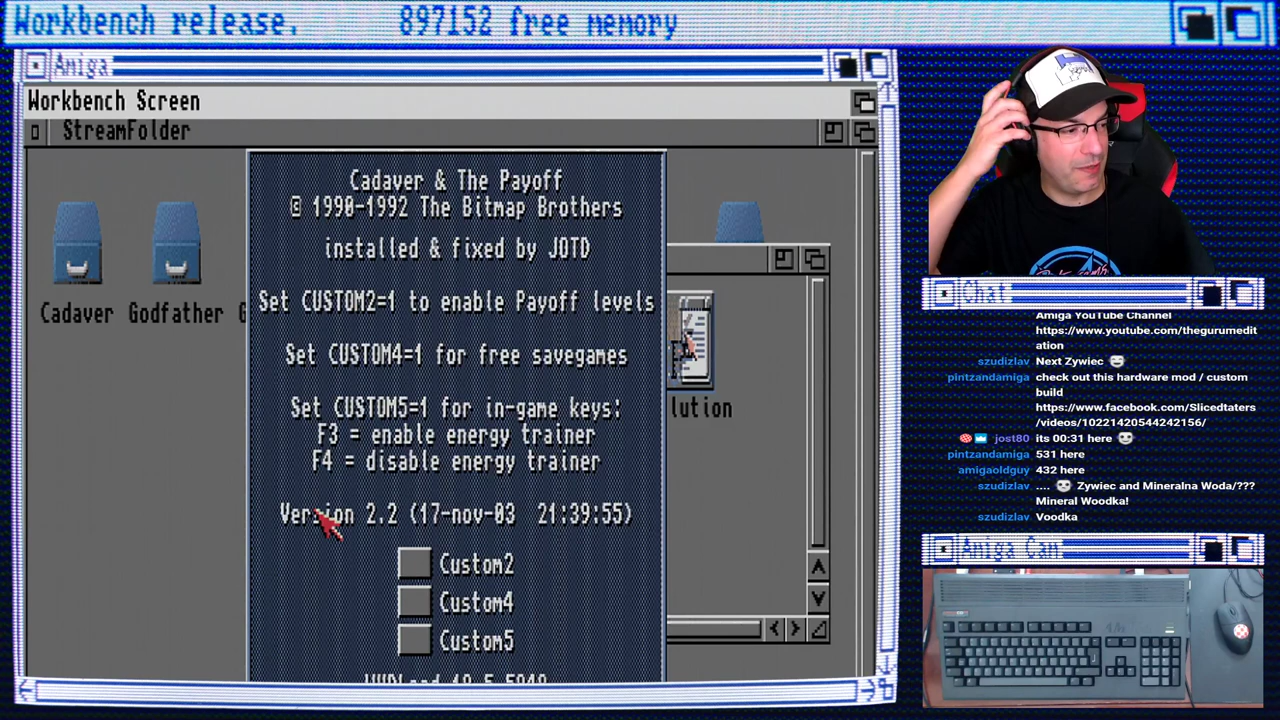 Workbench release. 897152 free memory
Amiga
Workbench Screen
StreamFolder
Cadaver & The Payoff
© 1990-1992 The Bitmap Brothers
installed & fixed by JOTD
Set CUSTOM2=1 to enable Payoff levels
Set CUSTOM4=1 for free savegames
Set CUSTOM5=1 for in-game keys:
F3 = enable energy trainer
F4 = disable energy trainer
Version 2.2 (17-nov-03 21:39:55)
Custom2
Custom4
Custom5
Cadaver
Godfather
lution
Chat
Amiga YouTube Channel
https://www.youtube.com/thegurumedit
ation
szudizlav Next Zywiec
pintzandamiga check out this hardware mod / custom
build
https://www.facebook.com/Slicedtaters
/videos/10221420544242156/
jost80 its 00:31 here
pintzandamiga 531 here
amigaoldguy 432 here
szudizlav .... Zywiec and Mineralna Woda/???
Mineral Woodka!
szudizlav Voodka
Amiga Cam